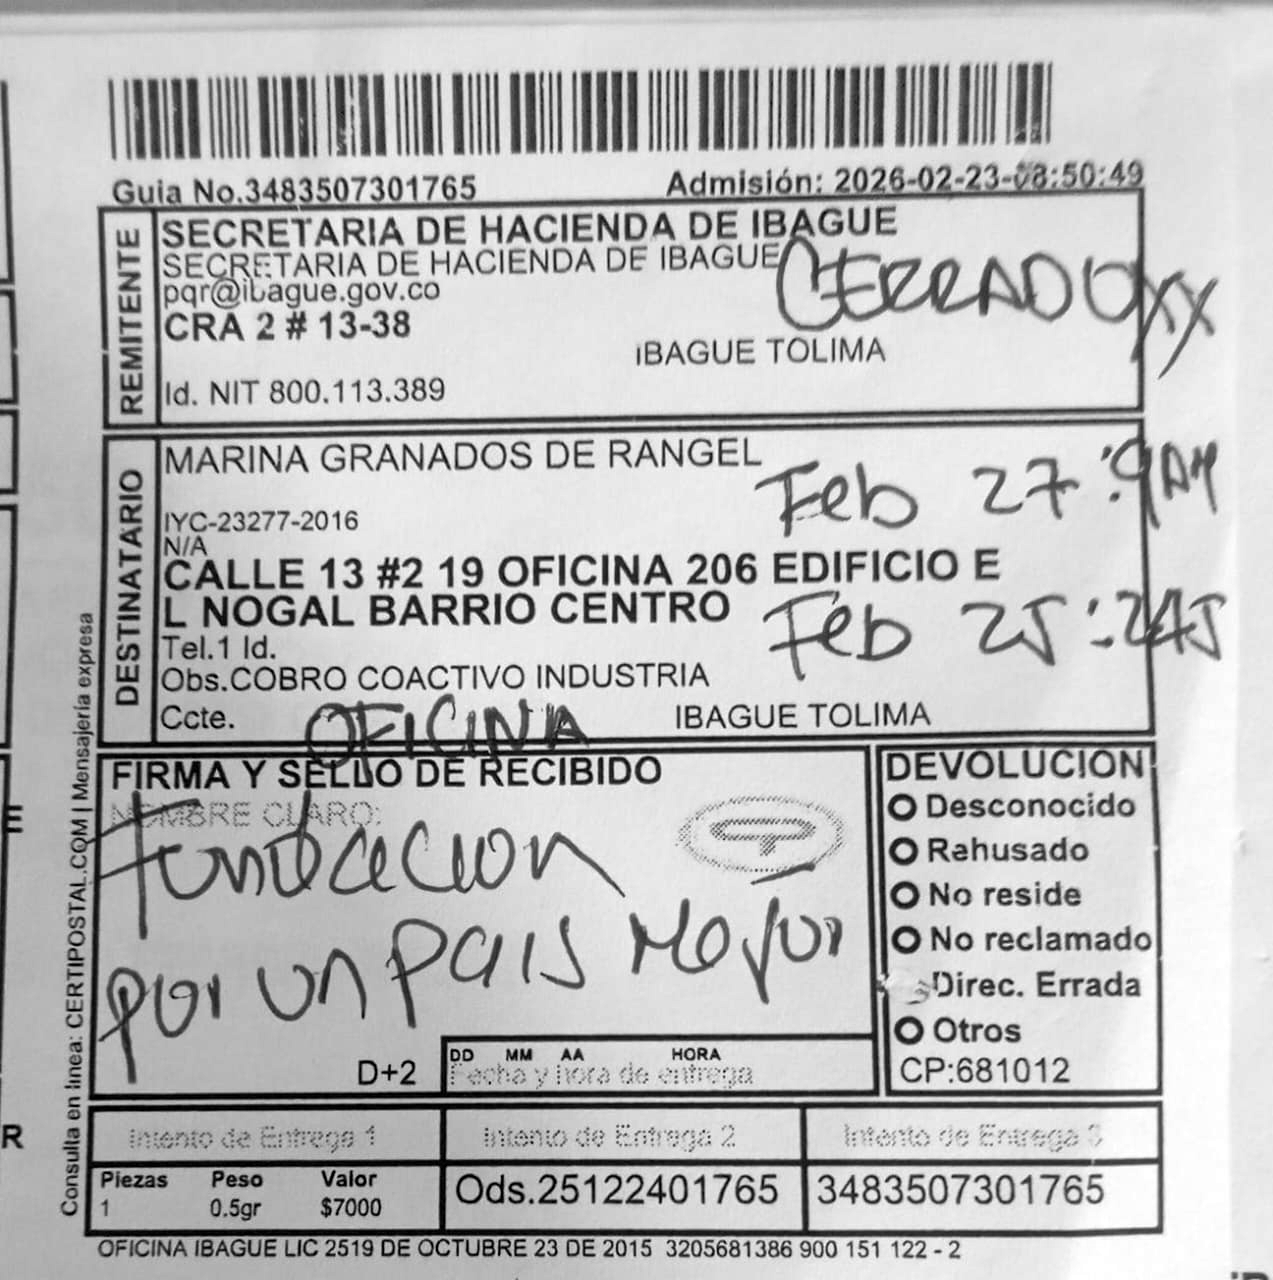 Guia No.3483507301765 Admisión: 2026-02-23-08:50:49
REMITENTE
SECRETARIA DE HACIENDA DE IBAGUE
SECRETARIA DE HACIENDA DE IBAGUE
CERRADO XX
pqr@ibague.gov.co
CRA 2 # 13-38
IBAGUE TOLIMA
Id. NIT 800.113.389
DESTINATARIO
MARINA GRANADOS DE RANGEL
Feb 27 : 9AM
IYC-23277-2016
N/A
CALLE 13 #2 19 OFICINA 206 EDIFICIO E
L NOGAL BARRIO CENTRO
Feb 25 : 245
Tel.1 Id.
Obs.COBRO COACTIVO INDUSTRIA
Ccte. IBAGUE TOLIMA
OFICINA
FIRMA Y SELLO DE RECIBIDO
NOMBRE CLARO:
Fundacion
por un pais Mejor
D+2
DD MM AA HORA
Fecha y hora de entrega
DEVOLUCION
Desconocido
Rehusado
No reside
No reclamado
Direc. Errada
Otros
CP:681012
Intento de Entrega 1 Intento de Entrega 2 Intento de Entrega 3
Piezas Peso Valor
1 0.5gr $7000
Ods.25122401765 3483507301765
OFICINA IBAGUE LIC 2519 DE OCTUBRE 23 DE 2015 3205681386 900 151 122 - 2
Consulta en linea: CERTIPOSTAL.COM | Mensajería expresa
E
R